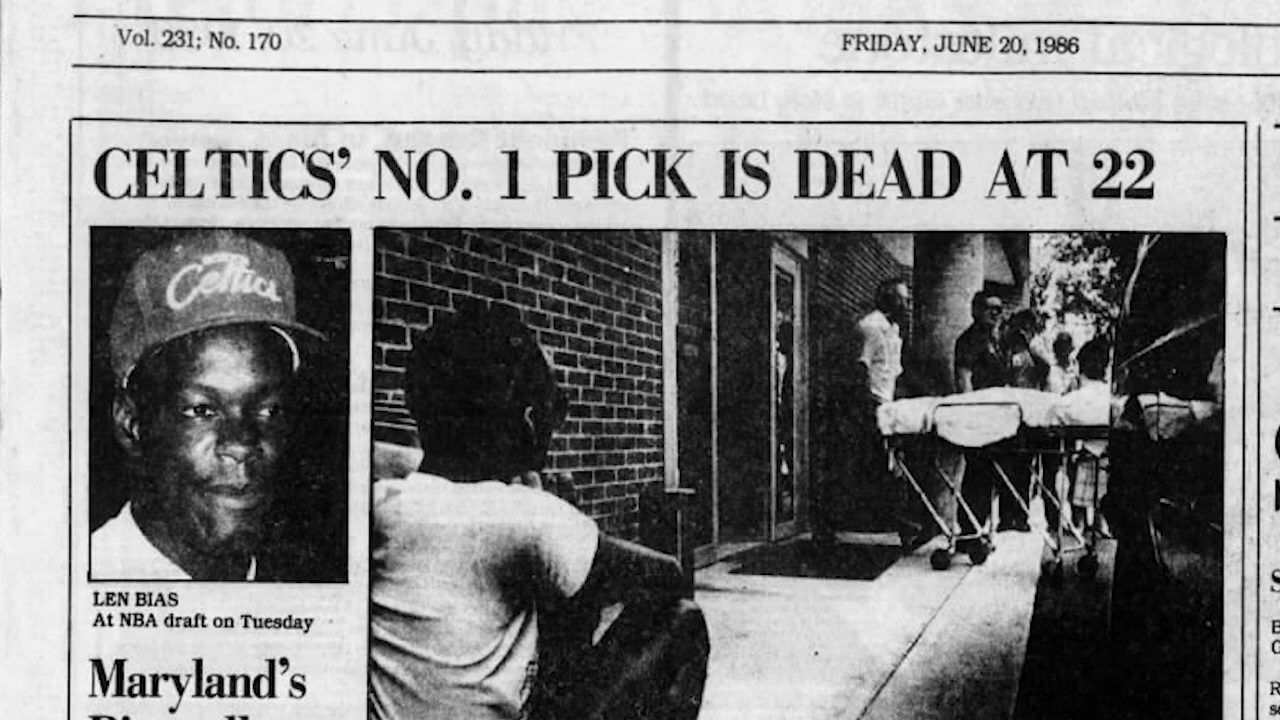 Vol. 231; No. 170
FRIDAY, JUNE 20, 1986
CELTICS' NO. 1 PICK IS DEAD AT 22
Celtics
LEN BIAS
At NBA draft on Tuesday
Maryland's